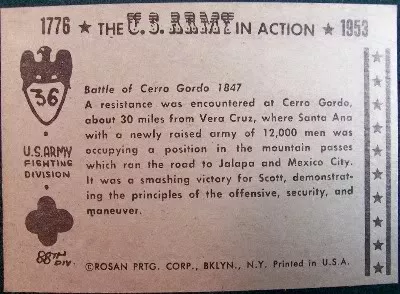 1776 ★ THE U.S. ARMY IN ACTION ★ 1953
36
U.S. ARMY
FIGHTING
DIVISION
88TH
DIV.
Battle of Cerro Gordo 1847
A resistance was encountered at Cerro Gordo,
about 30 miles from Vera Cruz, where Santa Ana
with a newly raised army of 12,000 men was
occupying a position in the mountain passes
which ran the road to Jalapa and Mexico City.
It was a smashing victory for Scott, demonstrat-
ing the principles of the offensive, security, and
maneuver.
©ROSAN PRTG. CORP., BKLYN., N.Y. Printed in U.S.A.